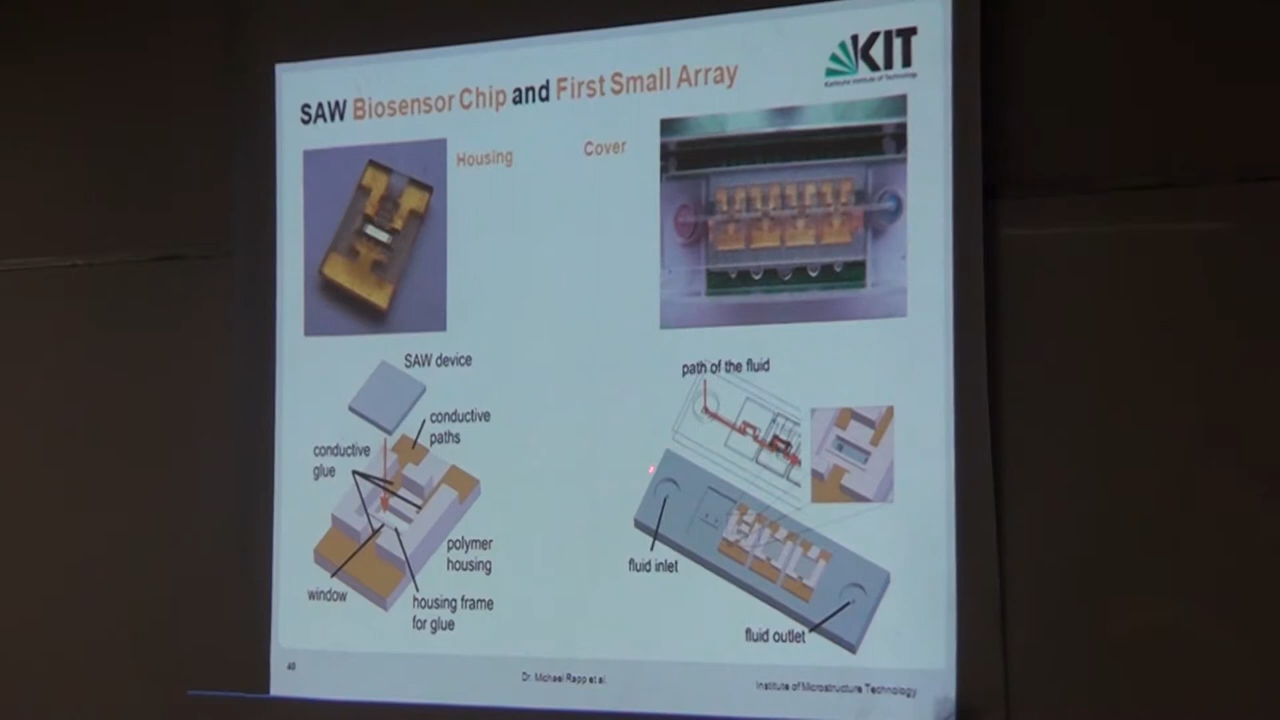 SAW Biosensor Chip and First Small Array
KIT
Karlsruhe Institute of Technology
Housing
Cover
SAW device
conductive
paths
conductive
glue
polymer
housing
window
housing frame
for glue
path of the fluid
fluid inlet
fluid outlet
Dr. Michael Rapp et al.
Institute of Microstructure Technology